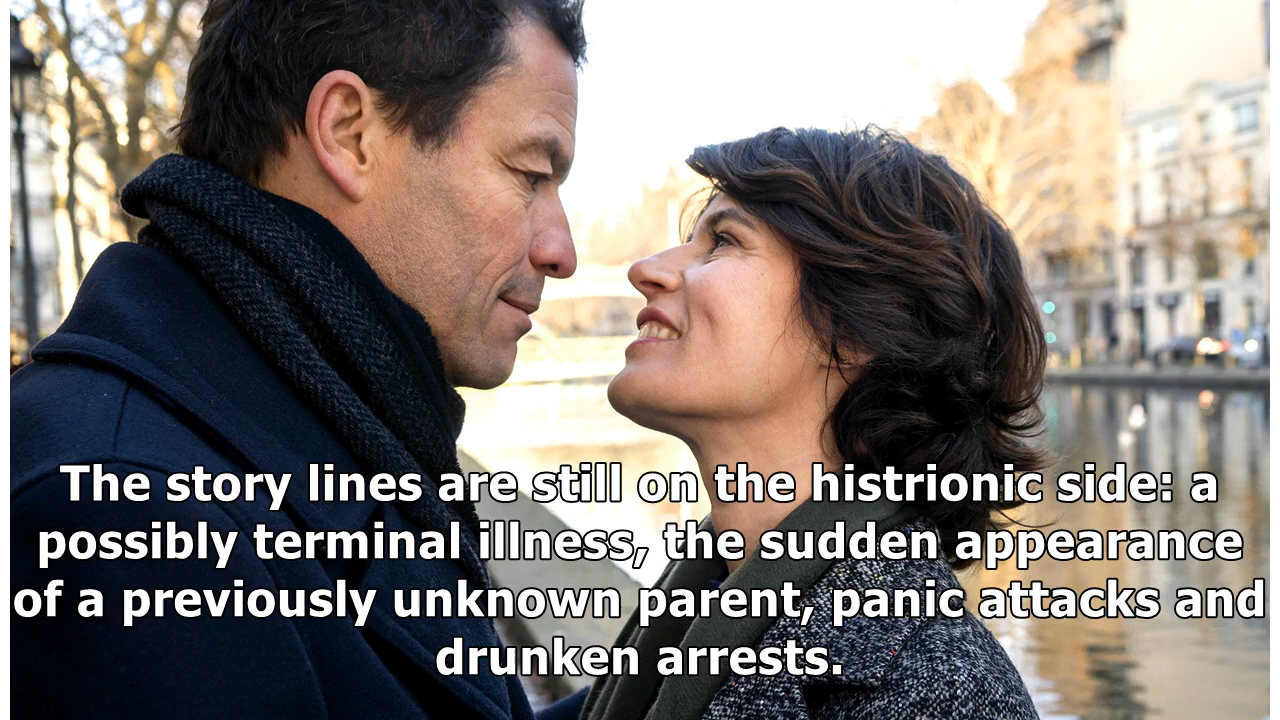 The story lines are still on the histrionic side: a
possibly terminal illness, the sudden appearance
of a previously unknown parent, panic attacks and
drunken arrests.